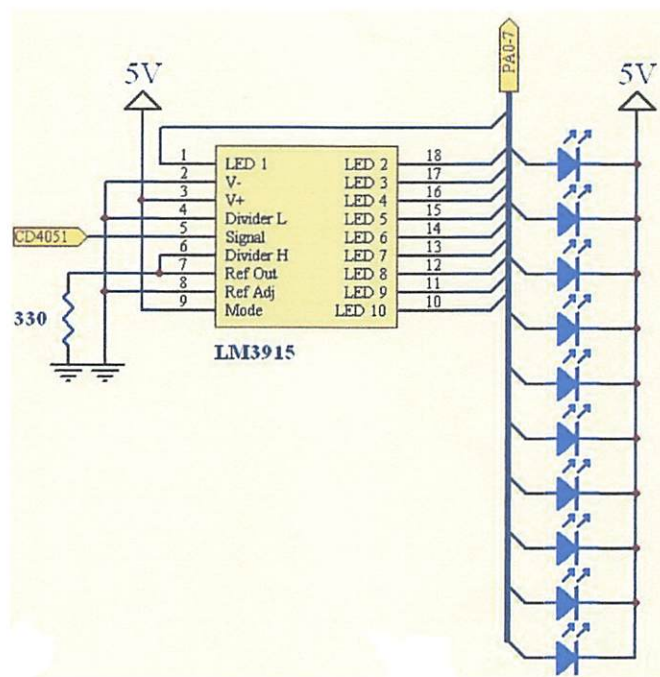 PA0-7
5V
5V
1 LED 1 LED 2 18
2 V- LED 3 17
3 V+ LED 4 16
4 Divider L LED 5 15
CD4051 5 Signal LED 6 14
6 Divider H LED 7 13
7 Ref Out LED 8 12
8 Ref Adj LED 9 11
9 Mode LED 10 10
330
LM3915